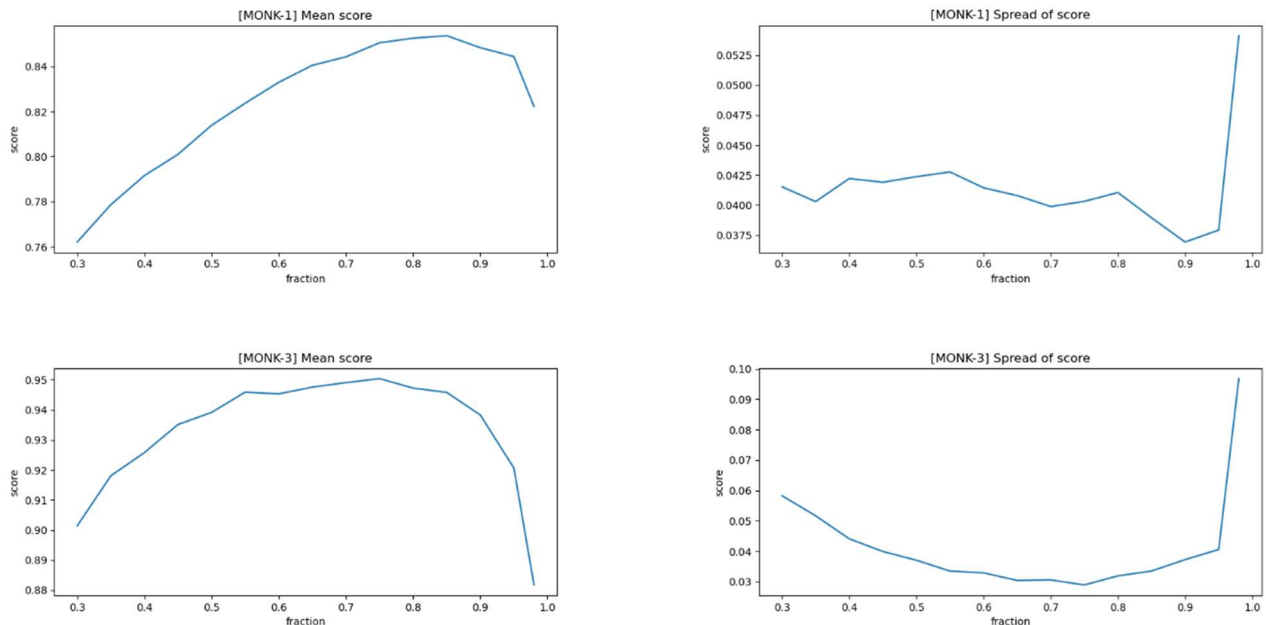 [MONK-1] Mean score
score
0.84
0.82
0.80
0.78
0.76
0.3 0.4 0.5 0.6 0.7 0.8 0.9 1.0
fraction
[MONK-1] Spread of score
score
0.0525
0.0500
0.0475
0.0450
0.0425
0.0400
0.0375
0.3 0.4 0.5 0.6 0.7 0.8 0.9 1.0
fraction
[MONK-3] Mean score
score
0.95
0.94
0.93
0.92
0.91
0.90
0.89
0.88
0.3 0.4 0.5 0.6 0.7 0.8 0.9 1.0
fraction
[MONK-3] Spread of score
score
0.10
0.09
0.08
0.07
0.06
0.05
0.04
0.03
0.3 0.4 0.5 0.6 0.7 0.8 0.9 1.0
fraction